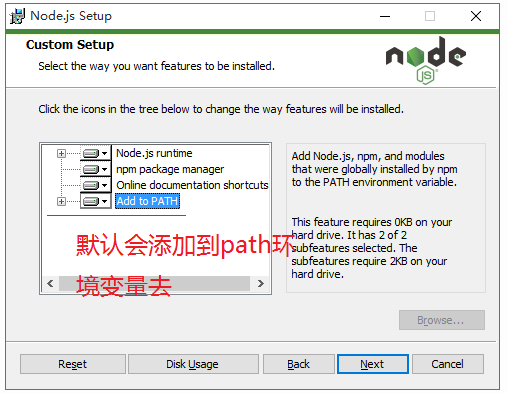 Node.js Setup
Custom Setup
Select the way you want features to be installed.
node
JS
Click the icons in the tree below to change the way features will be installed.
Node.js runtime
npm package manager
Online documentation shortcuts
Add to PATH
默认会添加到path环
境变量去
Add Node.js, npm, and modules
that were globally installed by npm
to the PATH environment variable.
This feature requires 0KB on your
hard drive. It has 2 of 2
subfeatures selected. The
subfeatures require 2KB on your
hard drive.
Browse...
Reset
Disk Usage
Back
Next
Cancel